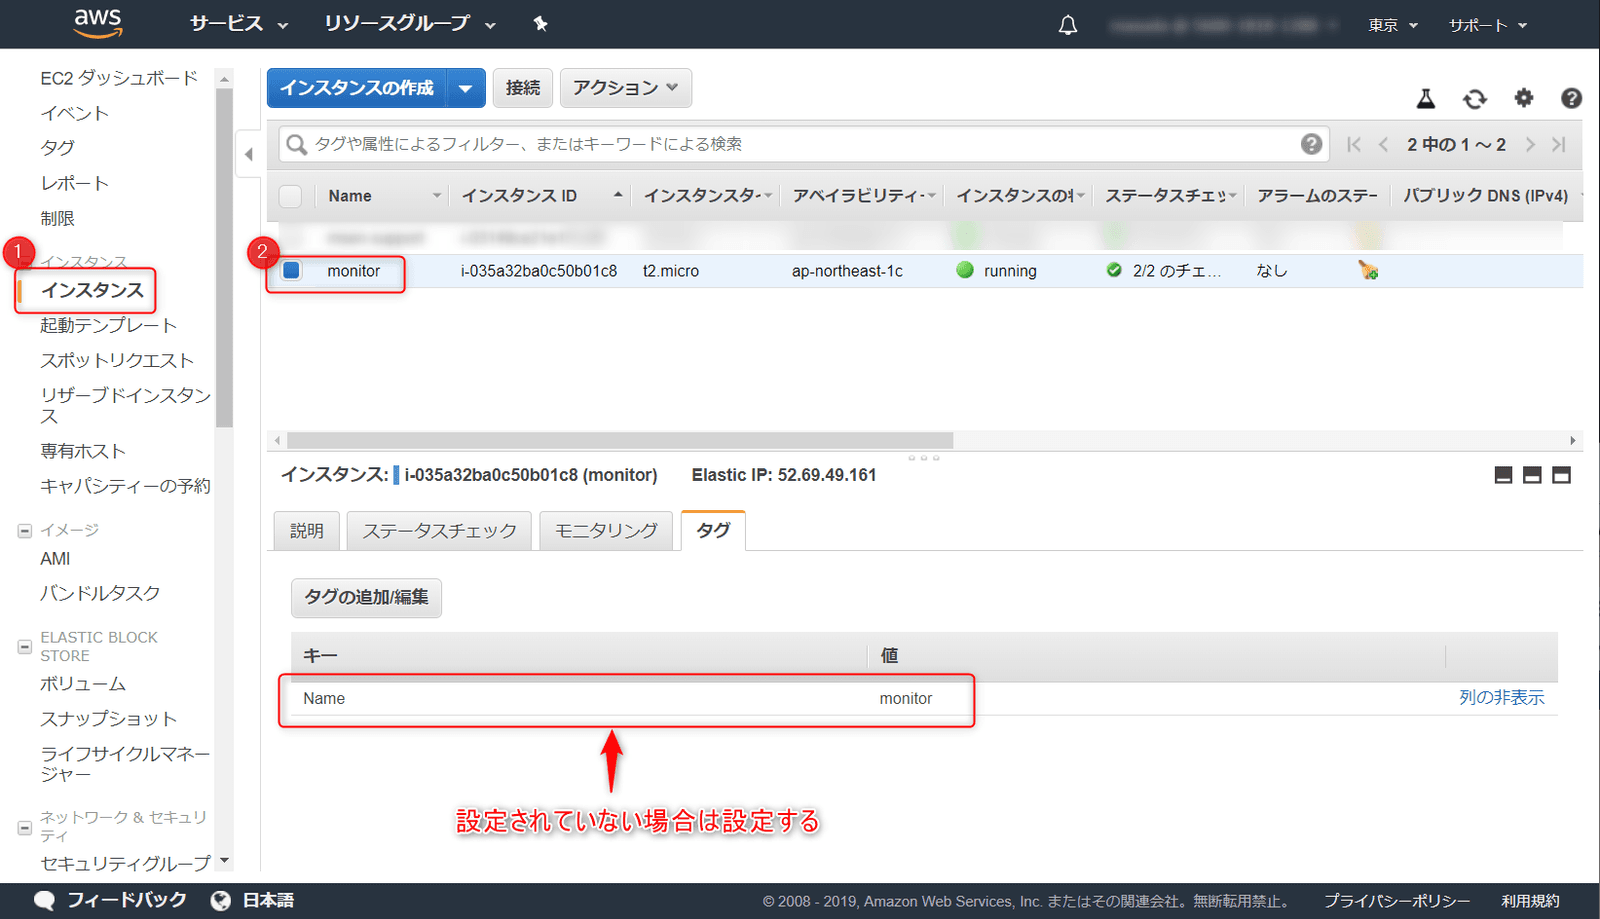 aws
サービス
リソースグループ
東京
サポート
EC2 ダッシュボード
イベント
タグ
レポート
制限
1
インスタンス
インスタンス
起動テンプレート
スポットリクエスト
リザーブドインスタン
ス
専有ホスト
キャパシティーの予約
イメージ
AMI
バンドルタスク
ELASTIC BLOCK
STORE
ボリューム
スナップショット
ライフサイクルマネー
ジャー
ネットワーク & セキュリ
ティ
セキュリティグループ
インスタンスの作成
接続
アクション
タグや属性によるフィルター、またはキーワードによる検索
2 中の 1 ～ 2
Name インスタンス ID インスタンスタ アベイラビリティ インスタンスの ステータスチェッ アラームのステー パブリック DNS (IPv4)
2
monitor i-035a32ba0c50b01c8 t2.micro ap-northeast-1c running 2/2 のチェ... なし
インスタンス: i-035a32ba0c50b01c8 (monitor) Elastic IP: 52.69.49.161
説明 ステータスチェック モニタリング タグ
タグの追加/編集
キー 値
Name monitor 列の非表示
設定されていない場合は設定する
フィードバック 日本語 © 2008 - 2019, Amazon Web Services, Inc. またはその関連会社。無断転用禁止。 プライバシーポリシー 利用規約